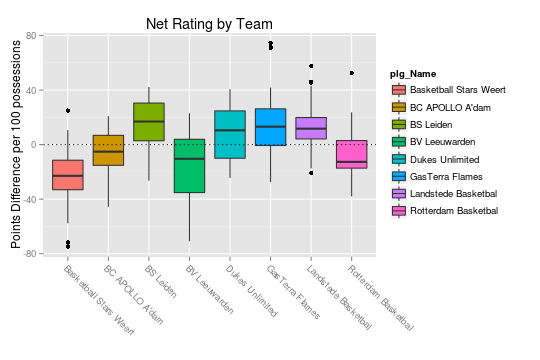 Net Rating by Team
Points Difference per 100 possessions
80
40
0
-40
-80
Basketball Stars Weert
BC APOLLO A'dam
BS Leiden
BV Leeuwarden
Dukes Unlimited
GasTerra Flames
Landstede Basketbal
Rotterdam Basketbal
plg_Name
Basketball Stars Weert
BC APOLLO A'dam
BS Leiden
BV Leeuwarden
Dukes Unlimited
GasTerra Flames
Landstede Basketbal
Rotterdam Basketbal